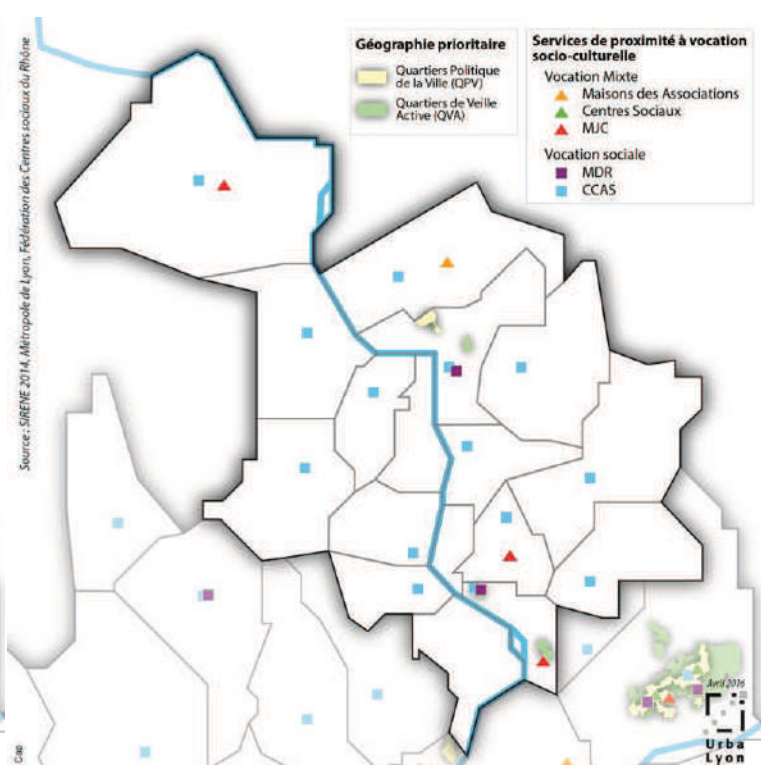 Géographie prioritaire
Quartiers Politique
de la Ville (QPV)
Quartiers de Veille
Active (QVA)
Services de proximité à vocation
socio-culturelle
Vocation Mixte
Maisons des Associations
Centres Sociaux
MJC
Vocation sociale
MDR
CCAS
Source : SIRENE 2014, Métropole de Lyon, Fédération des Centres sociaux du Rhône
Avril 2016
Urba
Lyon
Cap